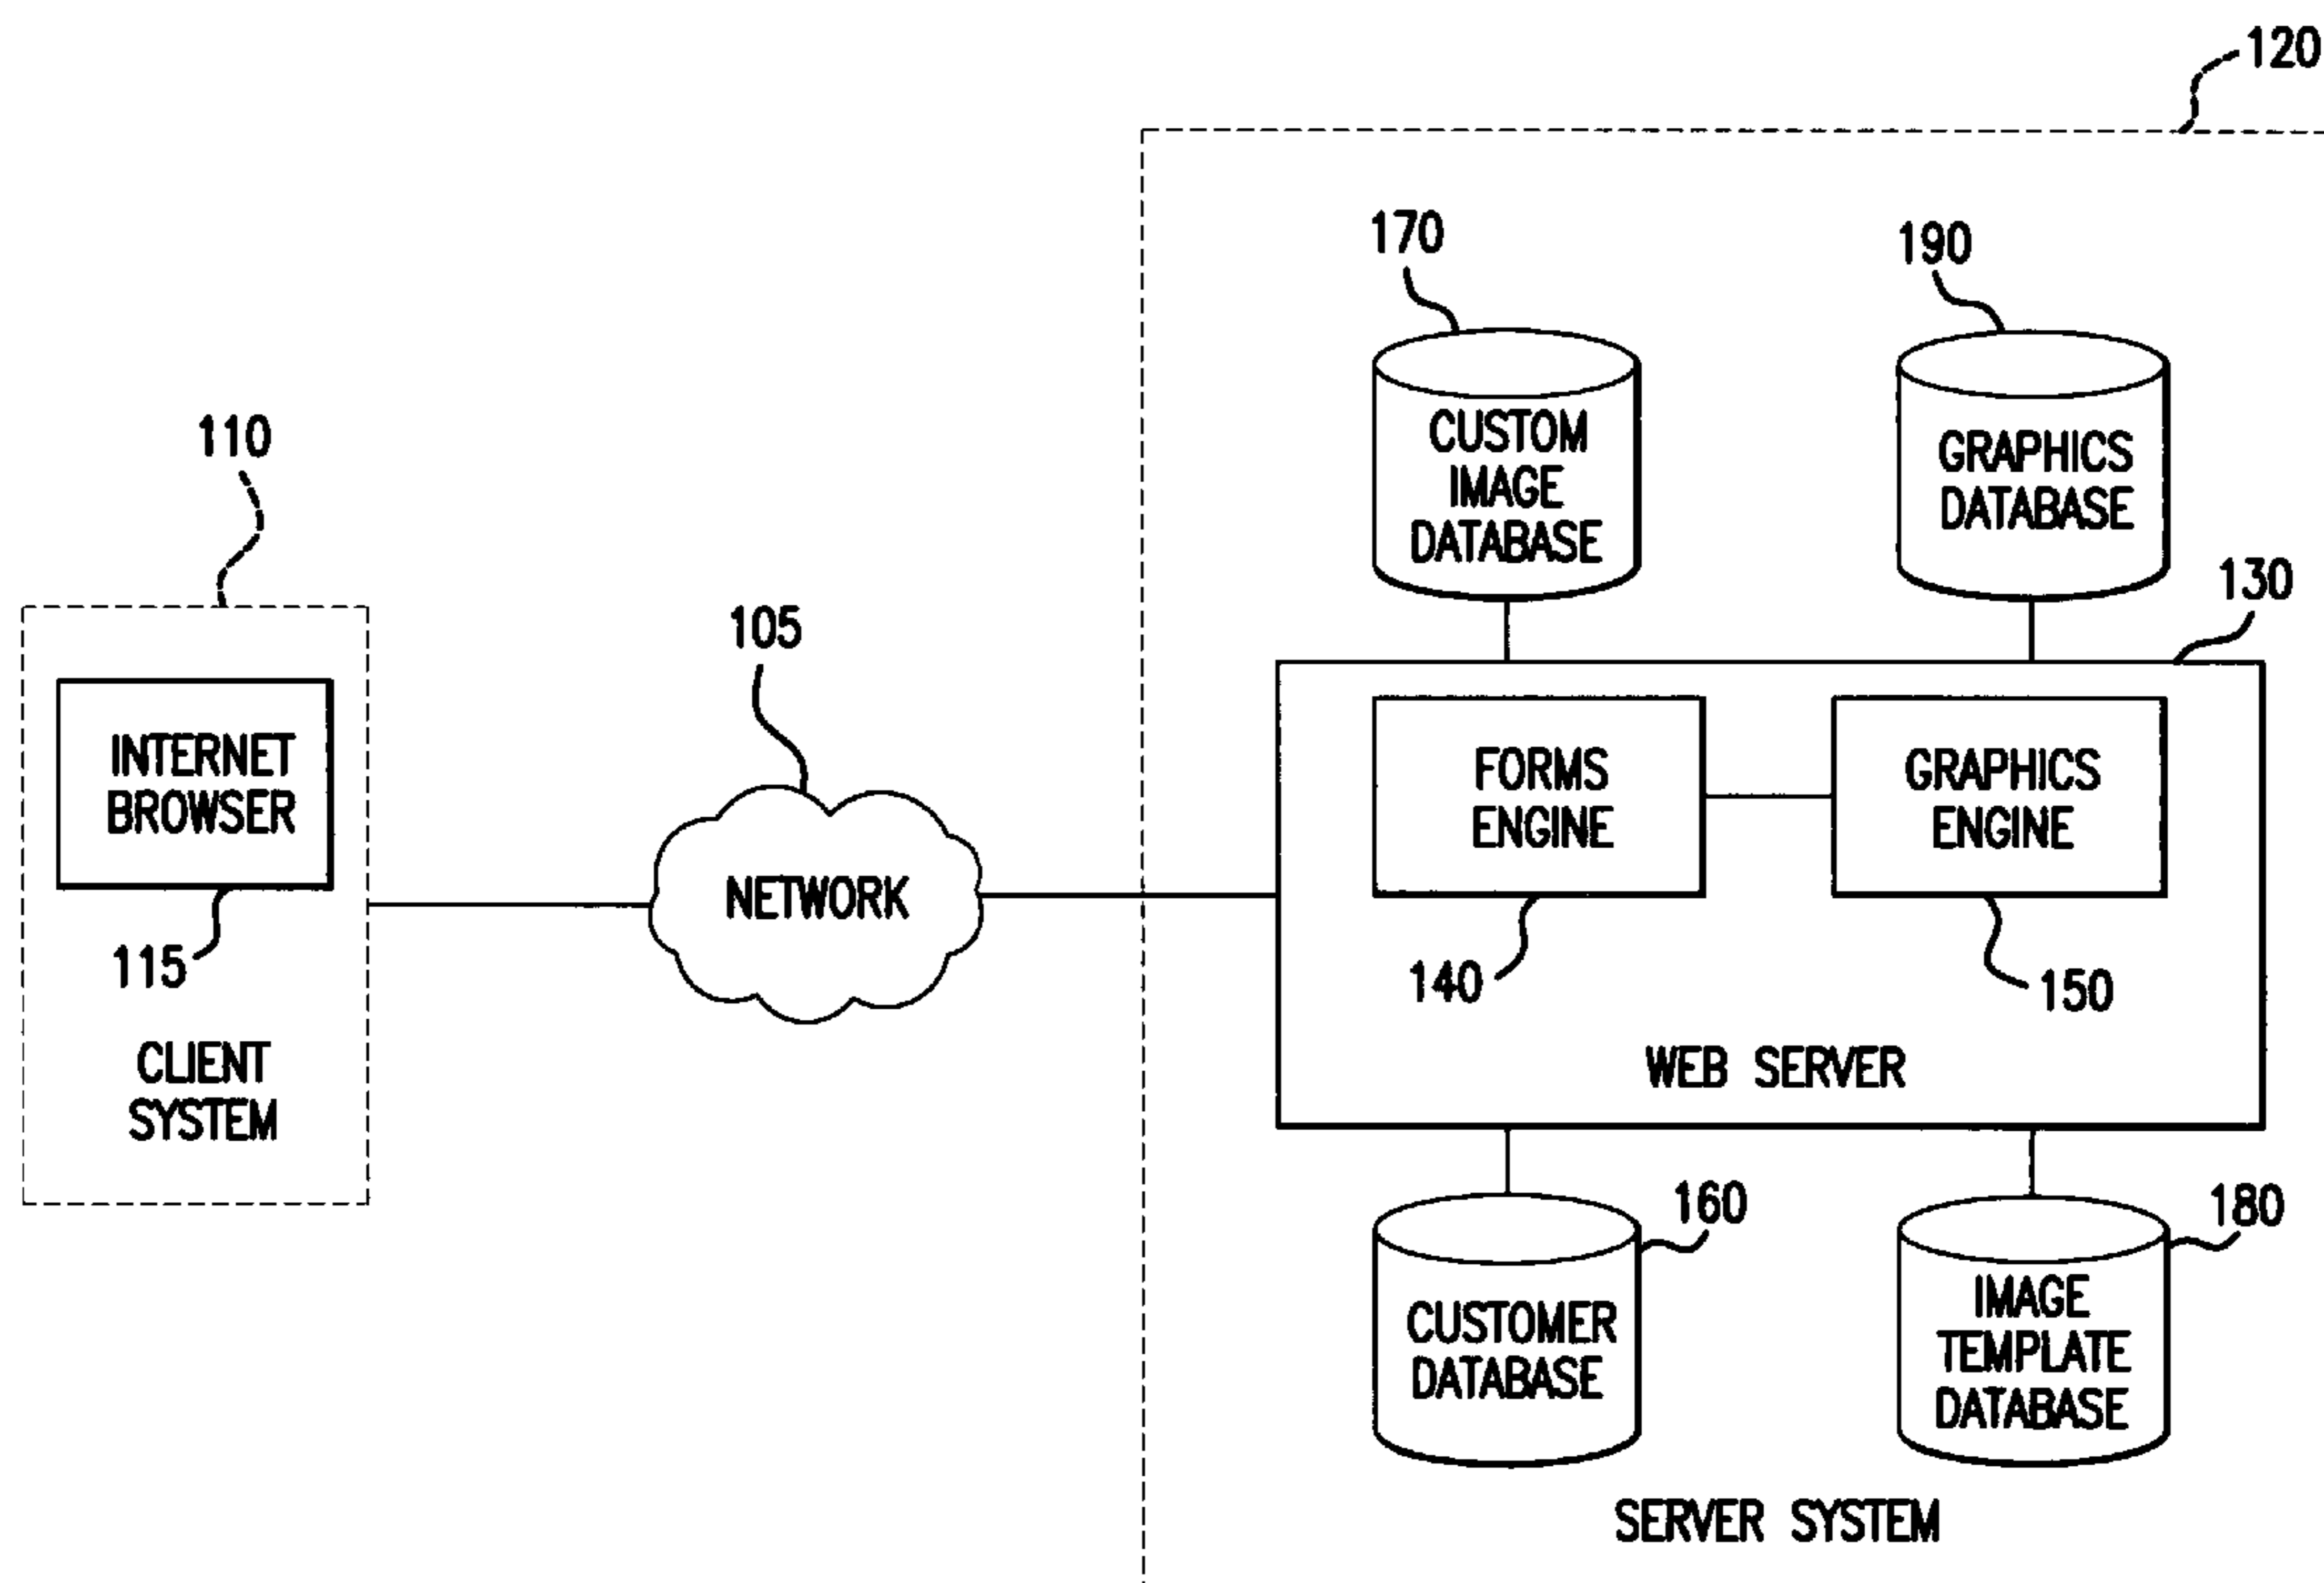 120
170
190
CUSTOM
IMAGE
DATABASE
GRAPHICS
DATABASE
110
130
105
INTERNET
BROWSER
FORMS
ENGINE
GRAPHICS
ENGINE
NETWORK
115
140
150
CLIENT
SYSTEM
WEB SERVER
160
180
CUSTOMER
DATABASE
IMAGE
TEMPLATE
DATABASE
SERVER SYSTEM